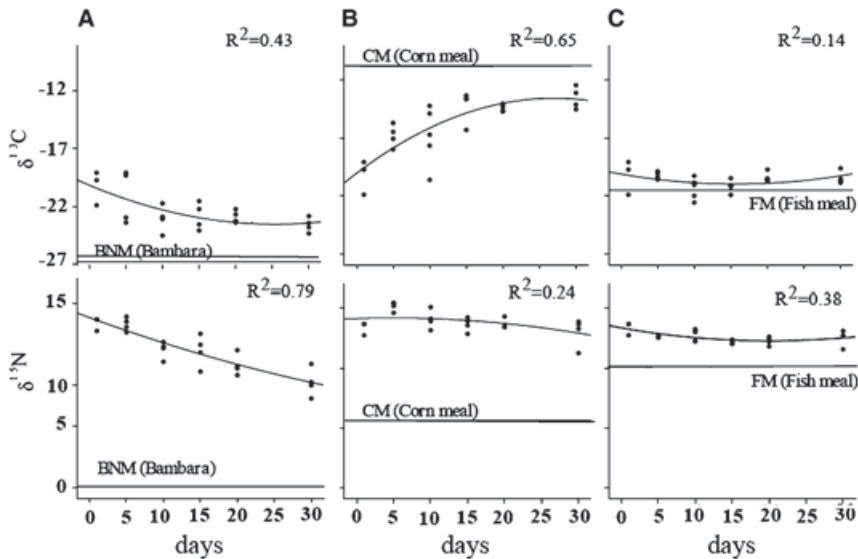 A
B
C
R²=0.43
R²=0.65
R²=0.14
CM (Corn meal)
-12
-17
-22
-27
δ¹³C
BNM (Bambara)
FM (Fish meal)
R²=0.79
R²=0.24
R²=0.38
15
10
5
0
δ¹⁵N
BNM (Bambara)
CM (Corn meal)
FM (Fish meal)
0 5 10 15 20 25 30
0 5 10 15 20 25 30
0 5 10 15 20 25 30
days
days
days